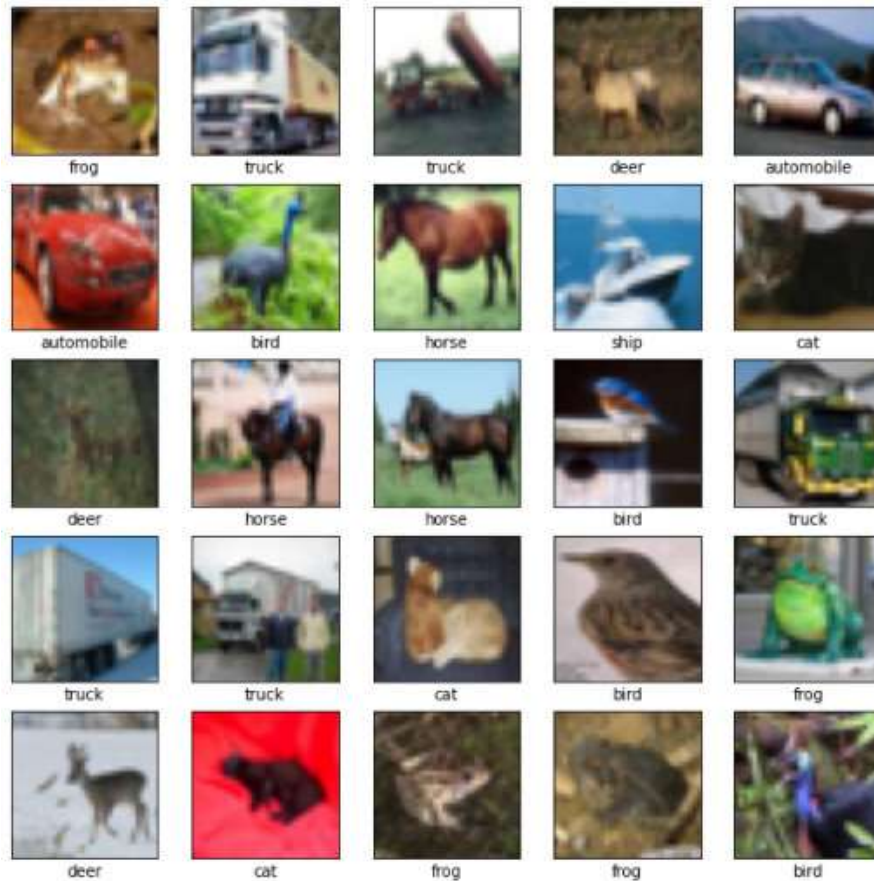 frog truck truck deer automobile
automobile bird horse ship cat
deer horse horse bird truck
truck truck cat bird frog
deer cat frog frog bird